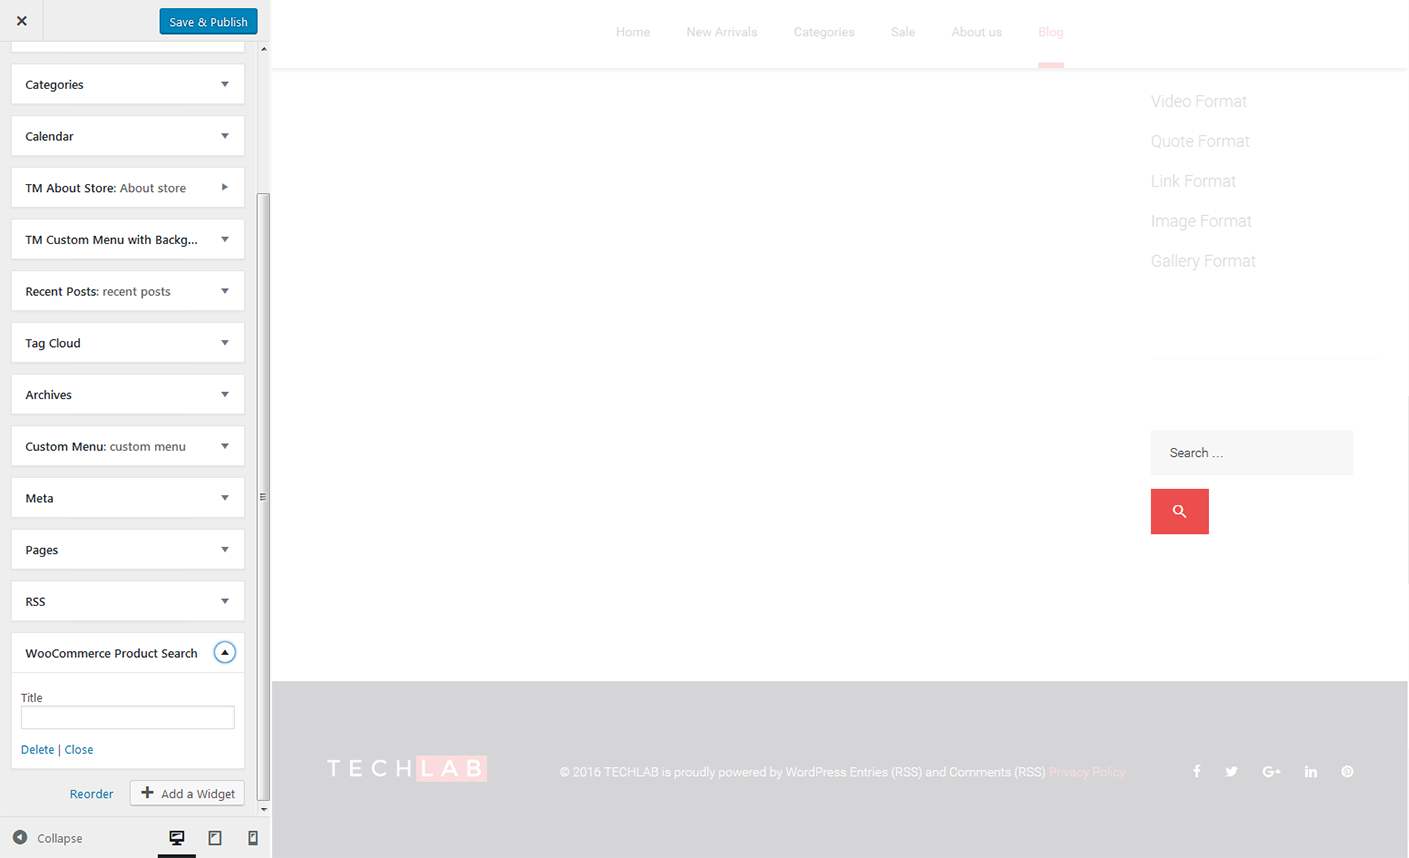 Save & Publish
Categories
Calendar
TM About Store: About store
TM Custom Menu with Backg...
Recent Posts: recent posts
Tag Cloud
Archives
Custom Menu: custom menu
Meta
Pages
RSS
WooCommerce Product Search
Title
Delete | Close
Reorder
Add a Widget
Collapse
Home New Arrivals Categories Sale About us Blog
Video Format
Quote Format
Link Format
Image Format
Gallery Format
Search …
TECHLAB
© 2016 TECHLAB is proudly powered by WordPress Entries (RSS) and Comments (RSS) Privacy Policy